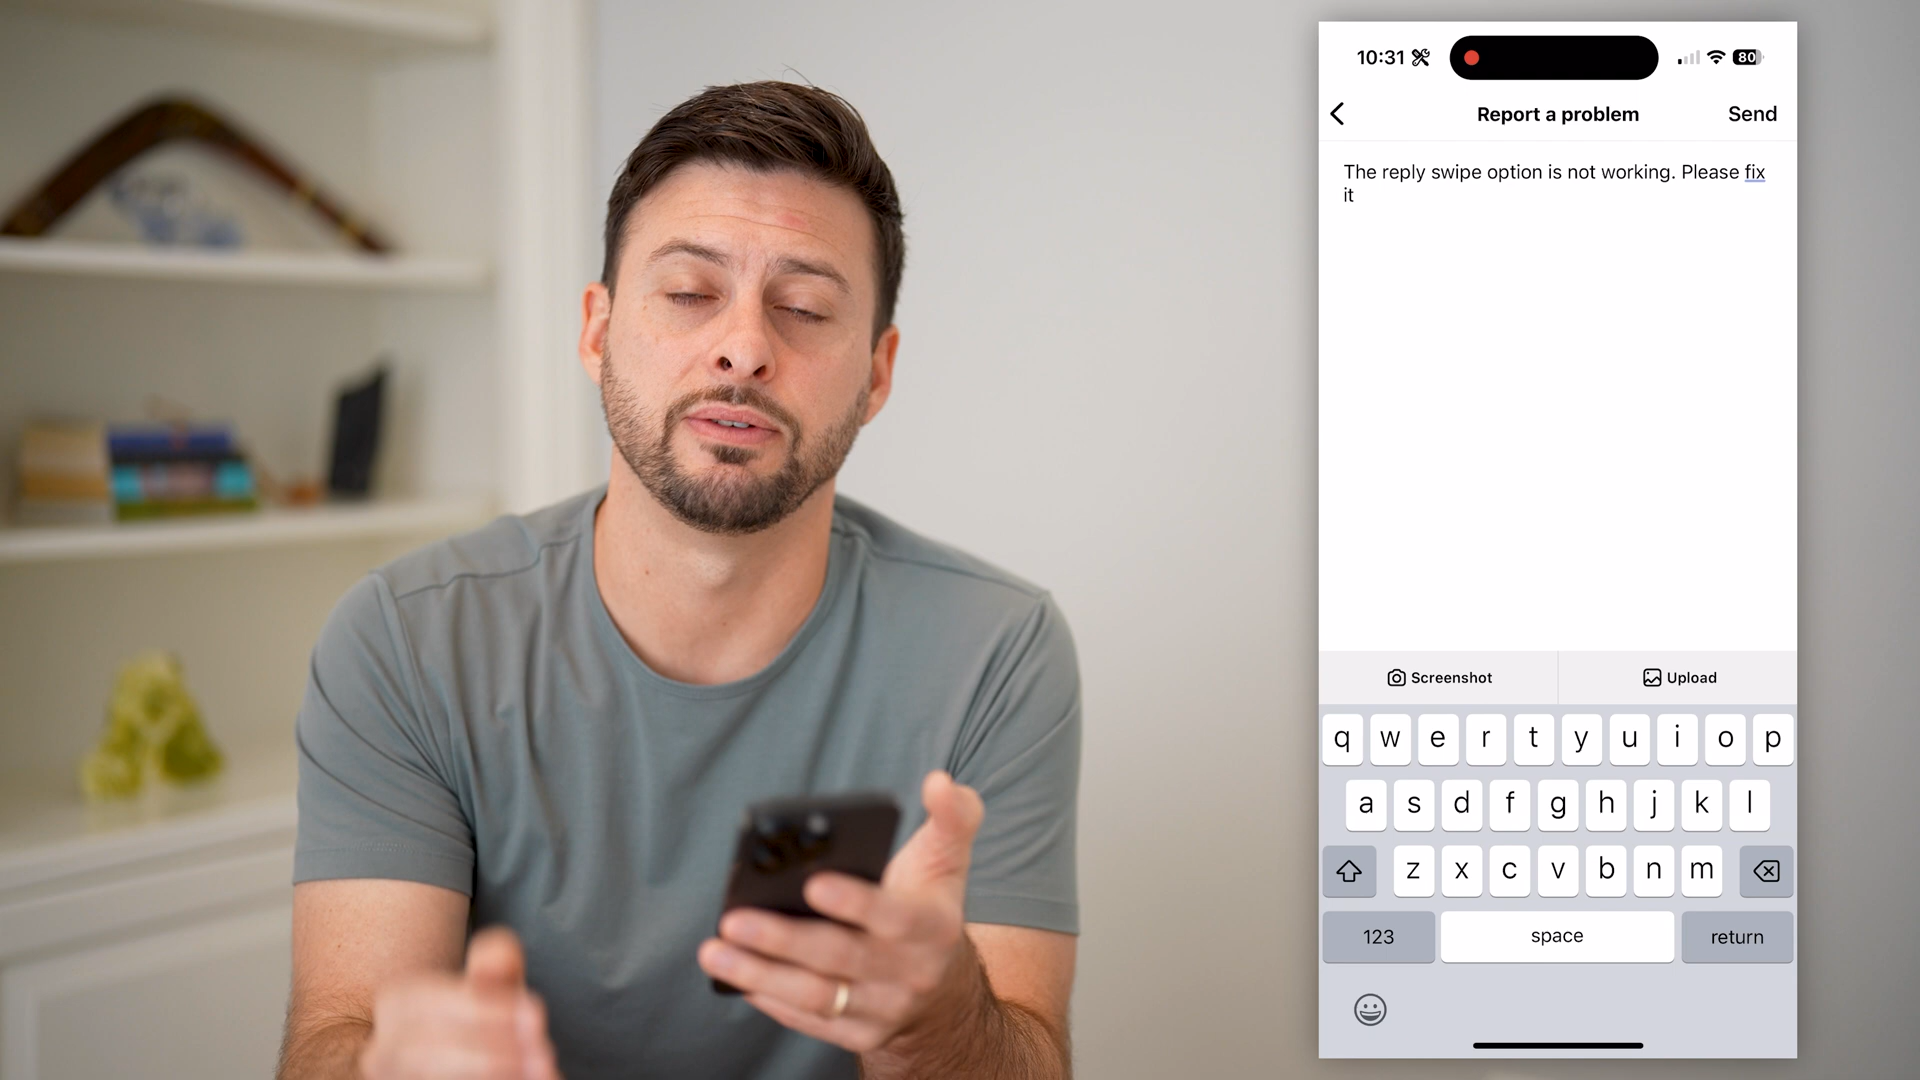 10:31
80
Report a problem
Send
The reply swipe option is not working. Please fix
it
Screenshot
Upload
q w e r t y u i o p
a s d f g h j k l
z x c v b n m
123
space
return